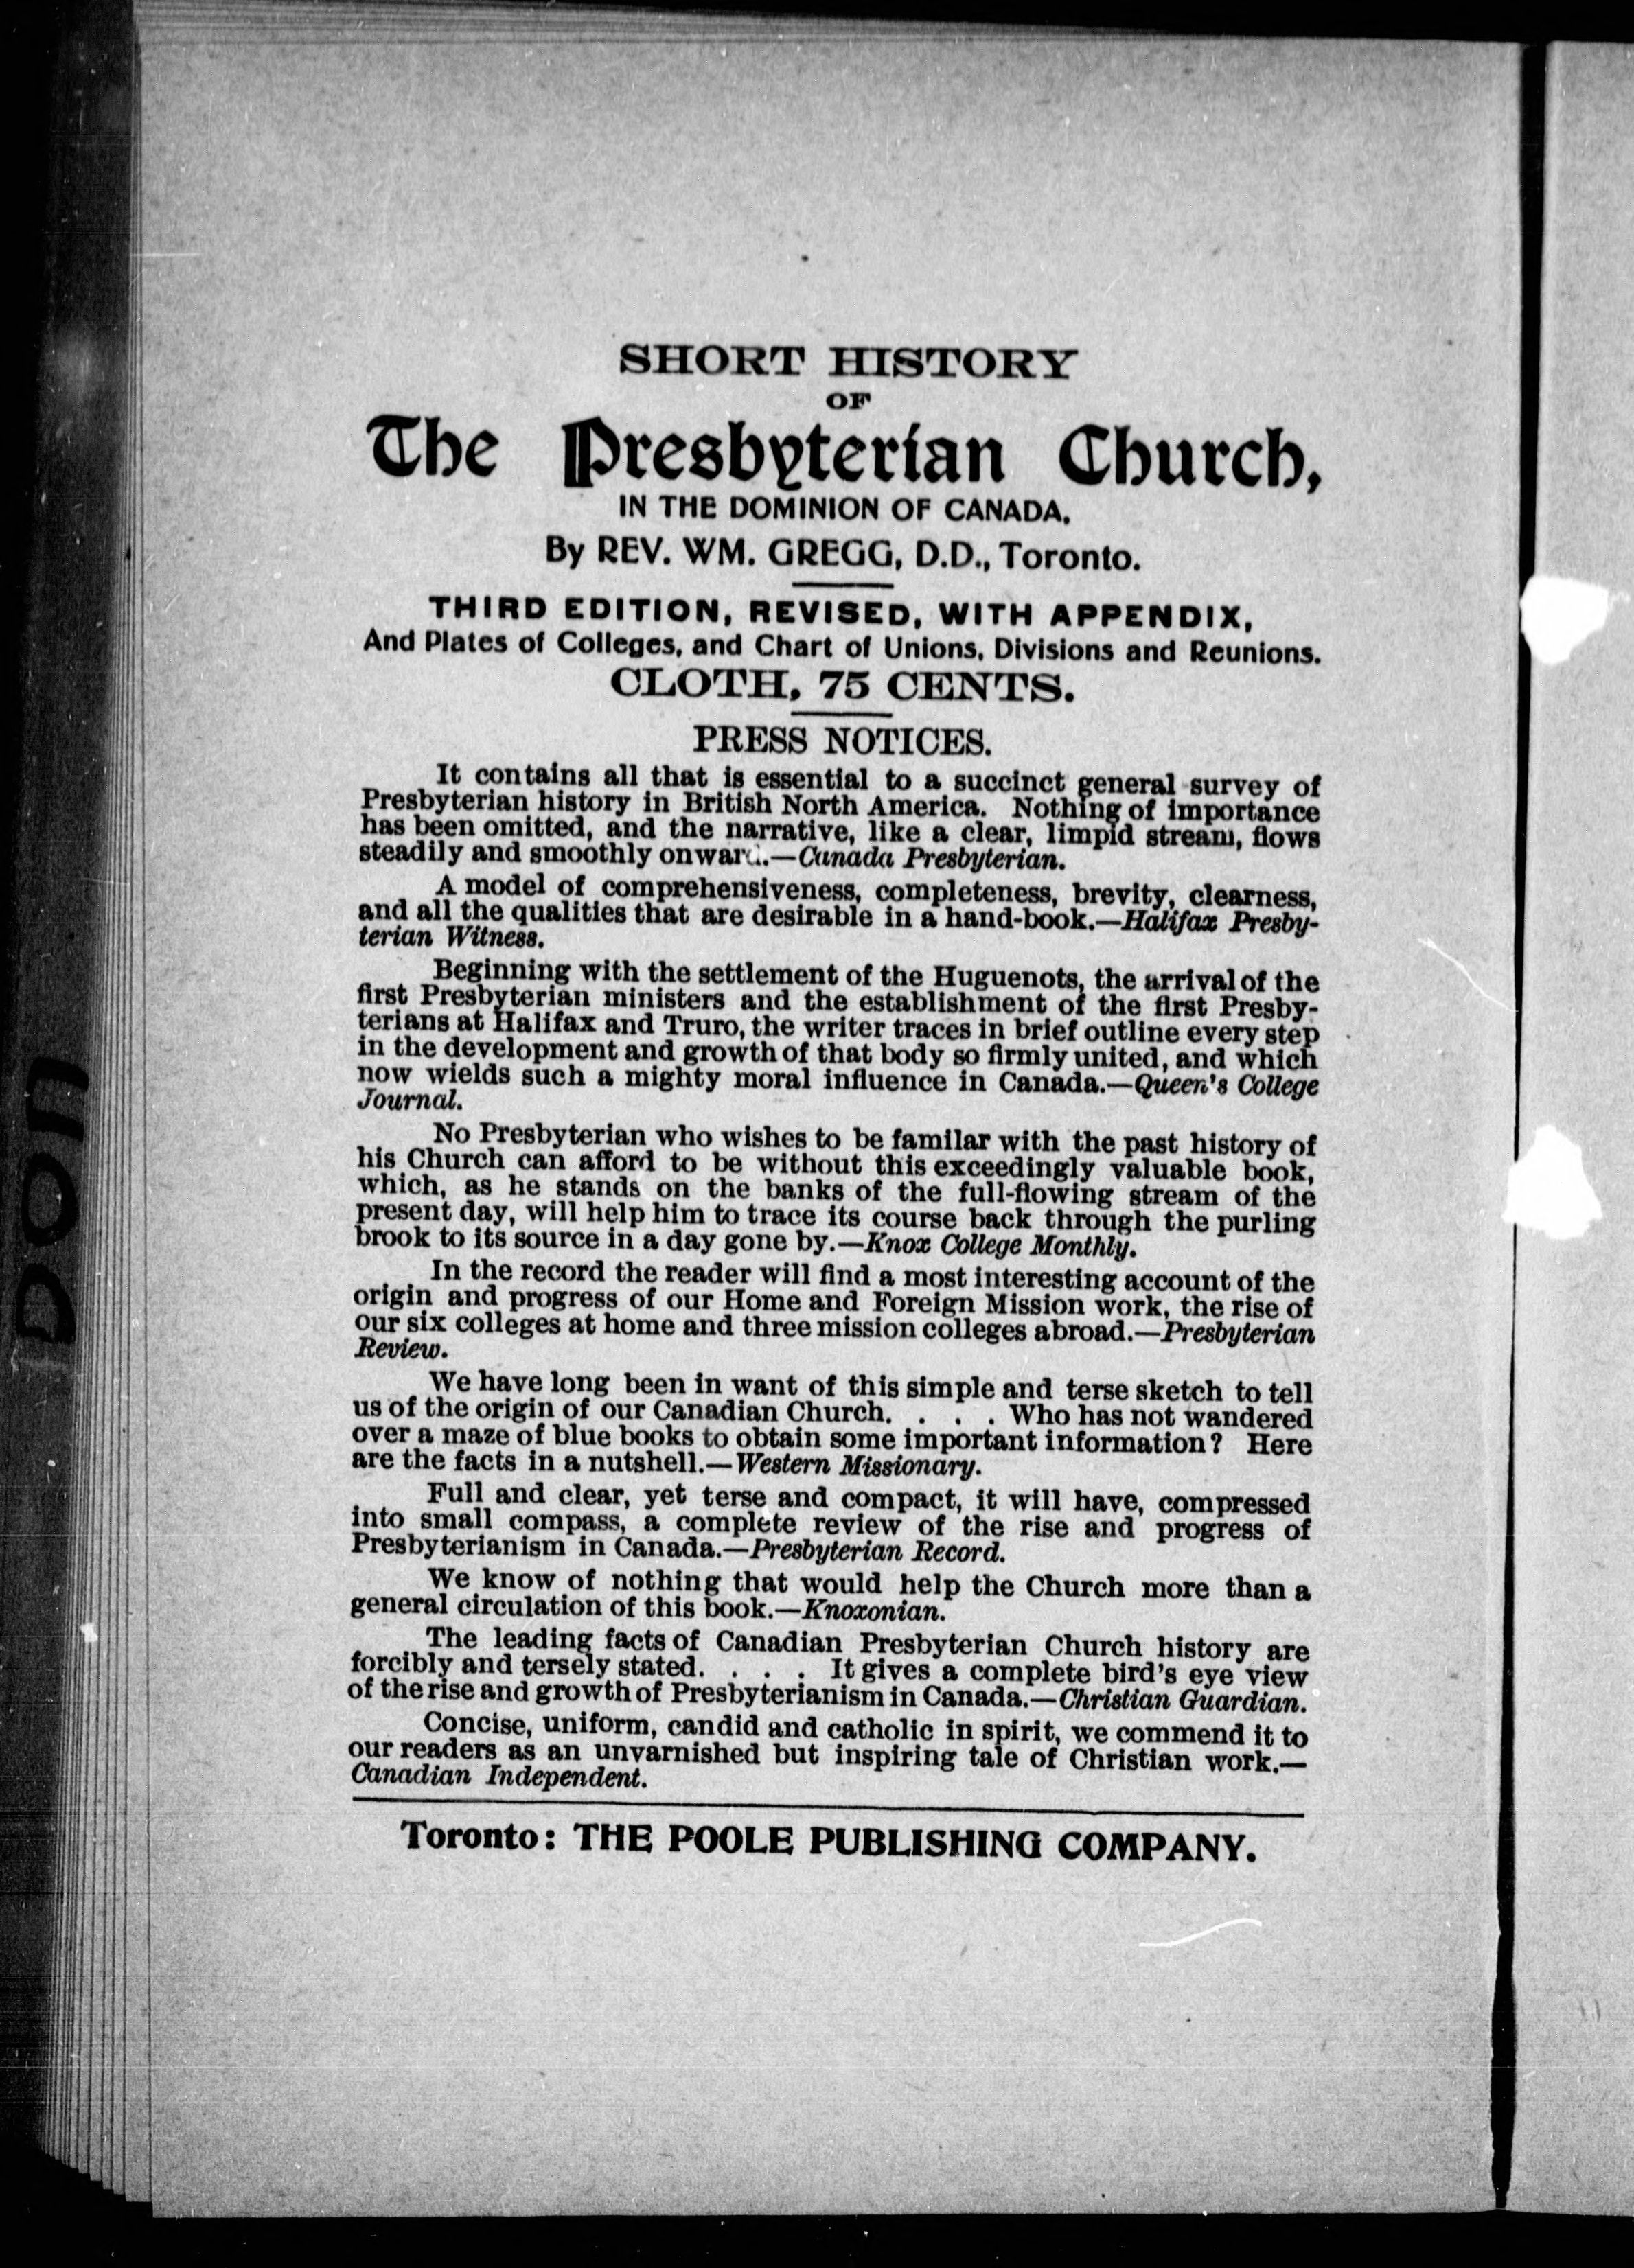 SHORT HISTORY
OF
The Presbyterian Church,
IN THE DOMINION OF CANADA,
By REV. WM. GREGG, D.D., Toronto.
THIRD EDITION, REVISED, WITH APPENDIX,
And Plates of Colleges, and Chart of Unions, Divisions and Reunions.
CLOTH, 75 CENTS.
PRESS NOTICES.
It contains all that is essential to a succinct general survey of
Presbyterian history in British North America. Nothing of importance
has been omitted, and the narrative, like a clear, limpid stream, flows
steadily and smoothly onward.—Canada Presbyterian.
A model of comprehensiveness, completeness, brevity, clearness,
and all the qualities that are desirable in a hand-book.—Halifax Presby-
terian Witness.
Beginning with the settlement of the Huguenots, the arrival of the
first Presbyterian ministers and the establishment of the first Presby-
terians at Halifax and Truro, the writer traces in brief outline every step
in the development and growth of that body so firmly united, and which
now wields such a mighty moral influence in Canada.—Queen's College
Journal.
No Presbyterian who wishes to be familar with the past history of
his Church can afford to be without this exceedingly valuable book,
which, as he stands on the banks of the full-flowing stream of the
present day, will help him to trace its course back through the purling
brook to its source in a day gone by.—Knox College Monthly.
In the record the reader will find a most interesting account of the
origin and progress of our Home and Foreign Mission work, the rise of
our six colleges at home and three mission colleges abroad.—Presbyterian
Review.
We have long been in want of this simple and terse sketch to tell
us of the origin of our Canadian Church. . . . Who has not wandered
over a maze of blue books to obtain some important information? Here
are the facts in a nutshell.—Western Missionary.
Full and clear, yet terse and compact, it will have, compressed
into small compass, a complete review of the rise and progress of
Presbyterianism in Canada.—Presbyterian Record.
We know of nothing that would help the Church more than a
general circulation of this book.—Knoxonian.
The leading facts of Canadian Presbyterian Church history are
forcibly and tersely stated. . . . It gives a complete bird's eye view
of the rise and growth of Presbyterianism in Canada.—Christian Guardian.
Concise, uniform, candid and catholic in spirit, we commend it to
our readers as an unvarnished but inspiring tale of Christian work.—
Canadian Independent.
Toronto: THE POOLE PUBLISHING COMPANY.